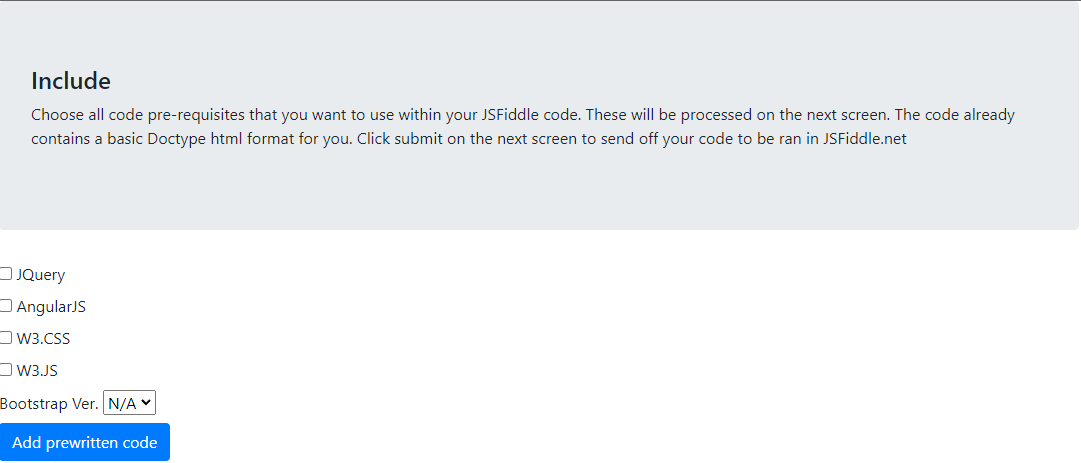 Include
Choose all code pre-requisites that you want to use within your JSFiddle code. These will be processed on the next screen. The code already
contains a basic Doctype html format for you. Click submit on the next screen to send off your code to be ran in JSFiddle.net
JQuery
AngularJS
W3.CSS
W3.JS
Bootstrap Ver. N/A
Add prewritten code